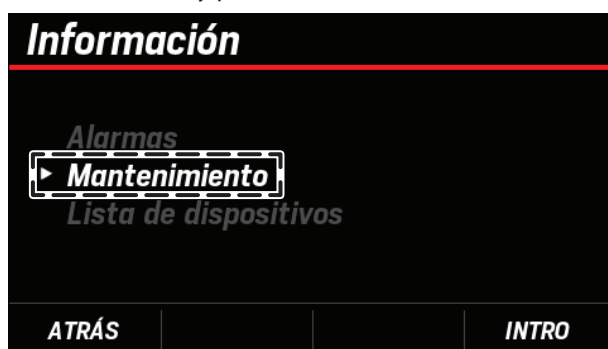 Información
Alarmas
Mantenimiento
Lista de dispositivos
ATRÁS INTRO